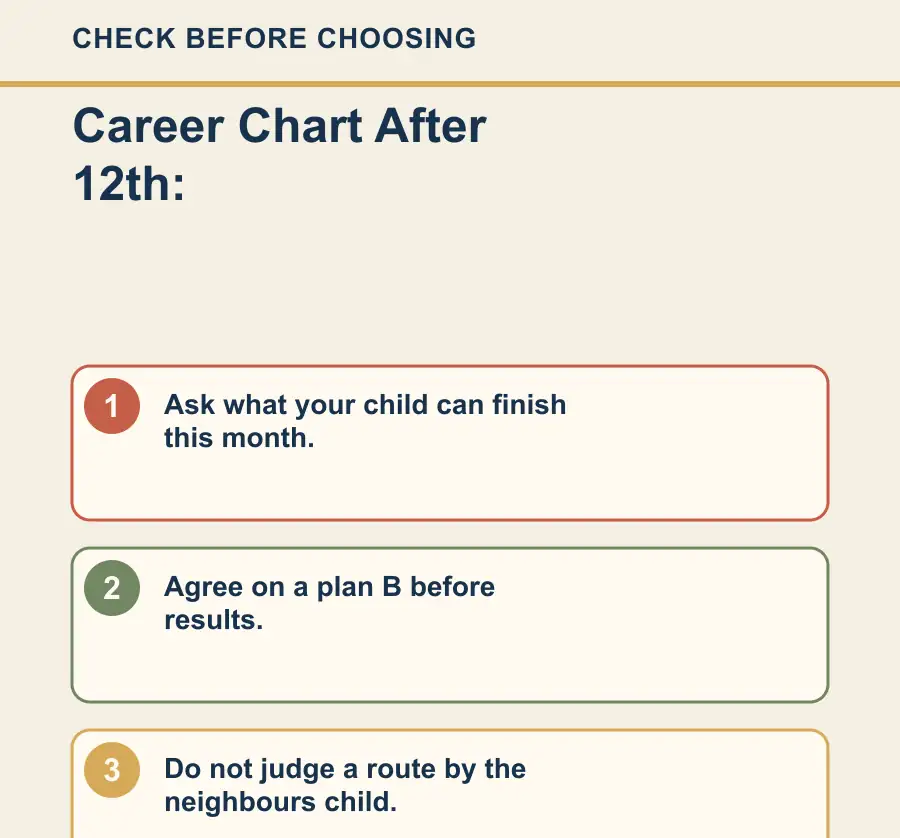 CHECK BEFORE CHOOSING
Career Chart After
12th:
1
Ask what your child can finish
this month.
2
Agree on a plan B before
results.
3
Do not judge a route by the
neighbours child.